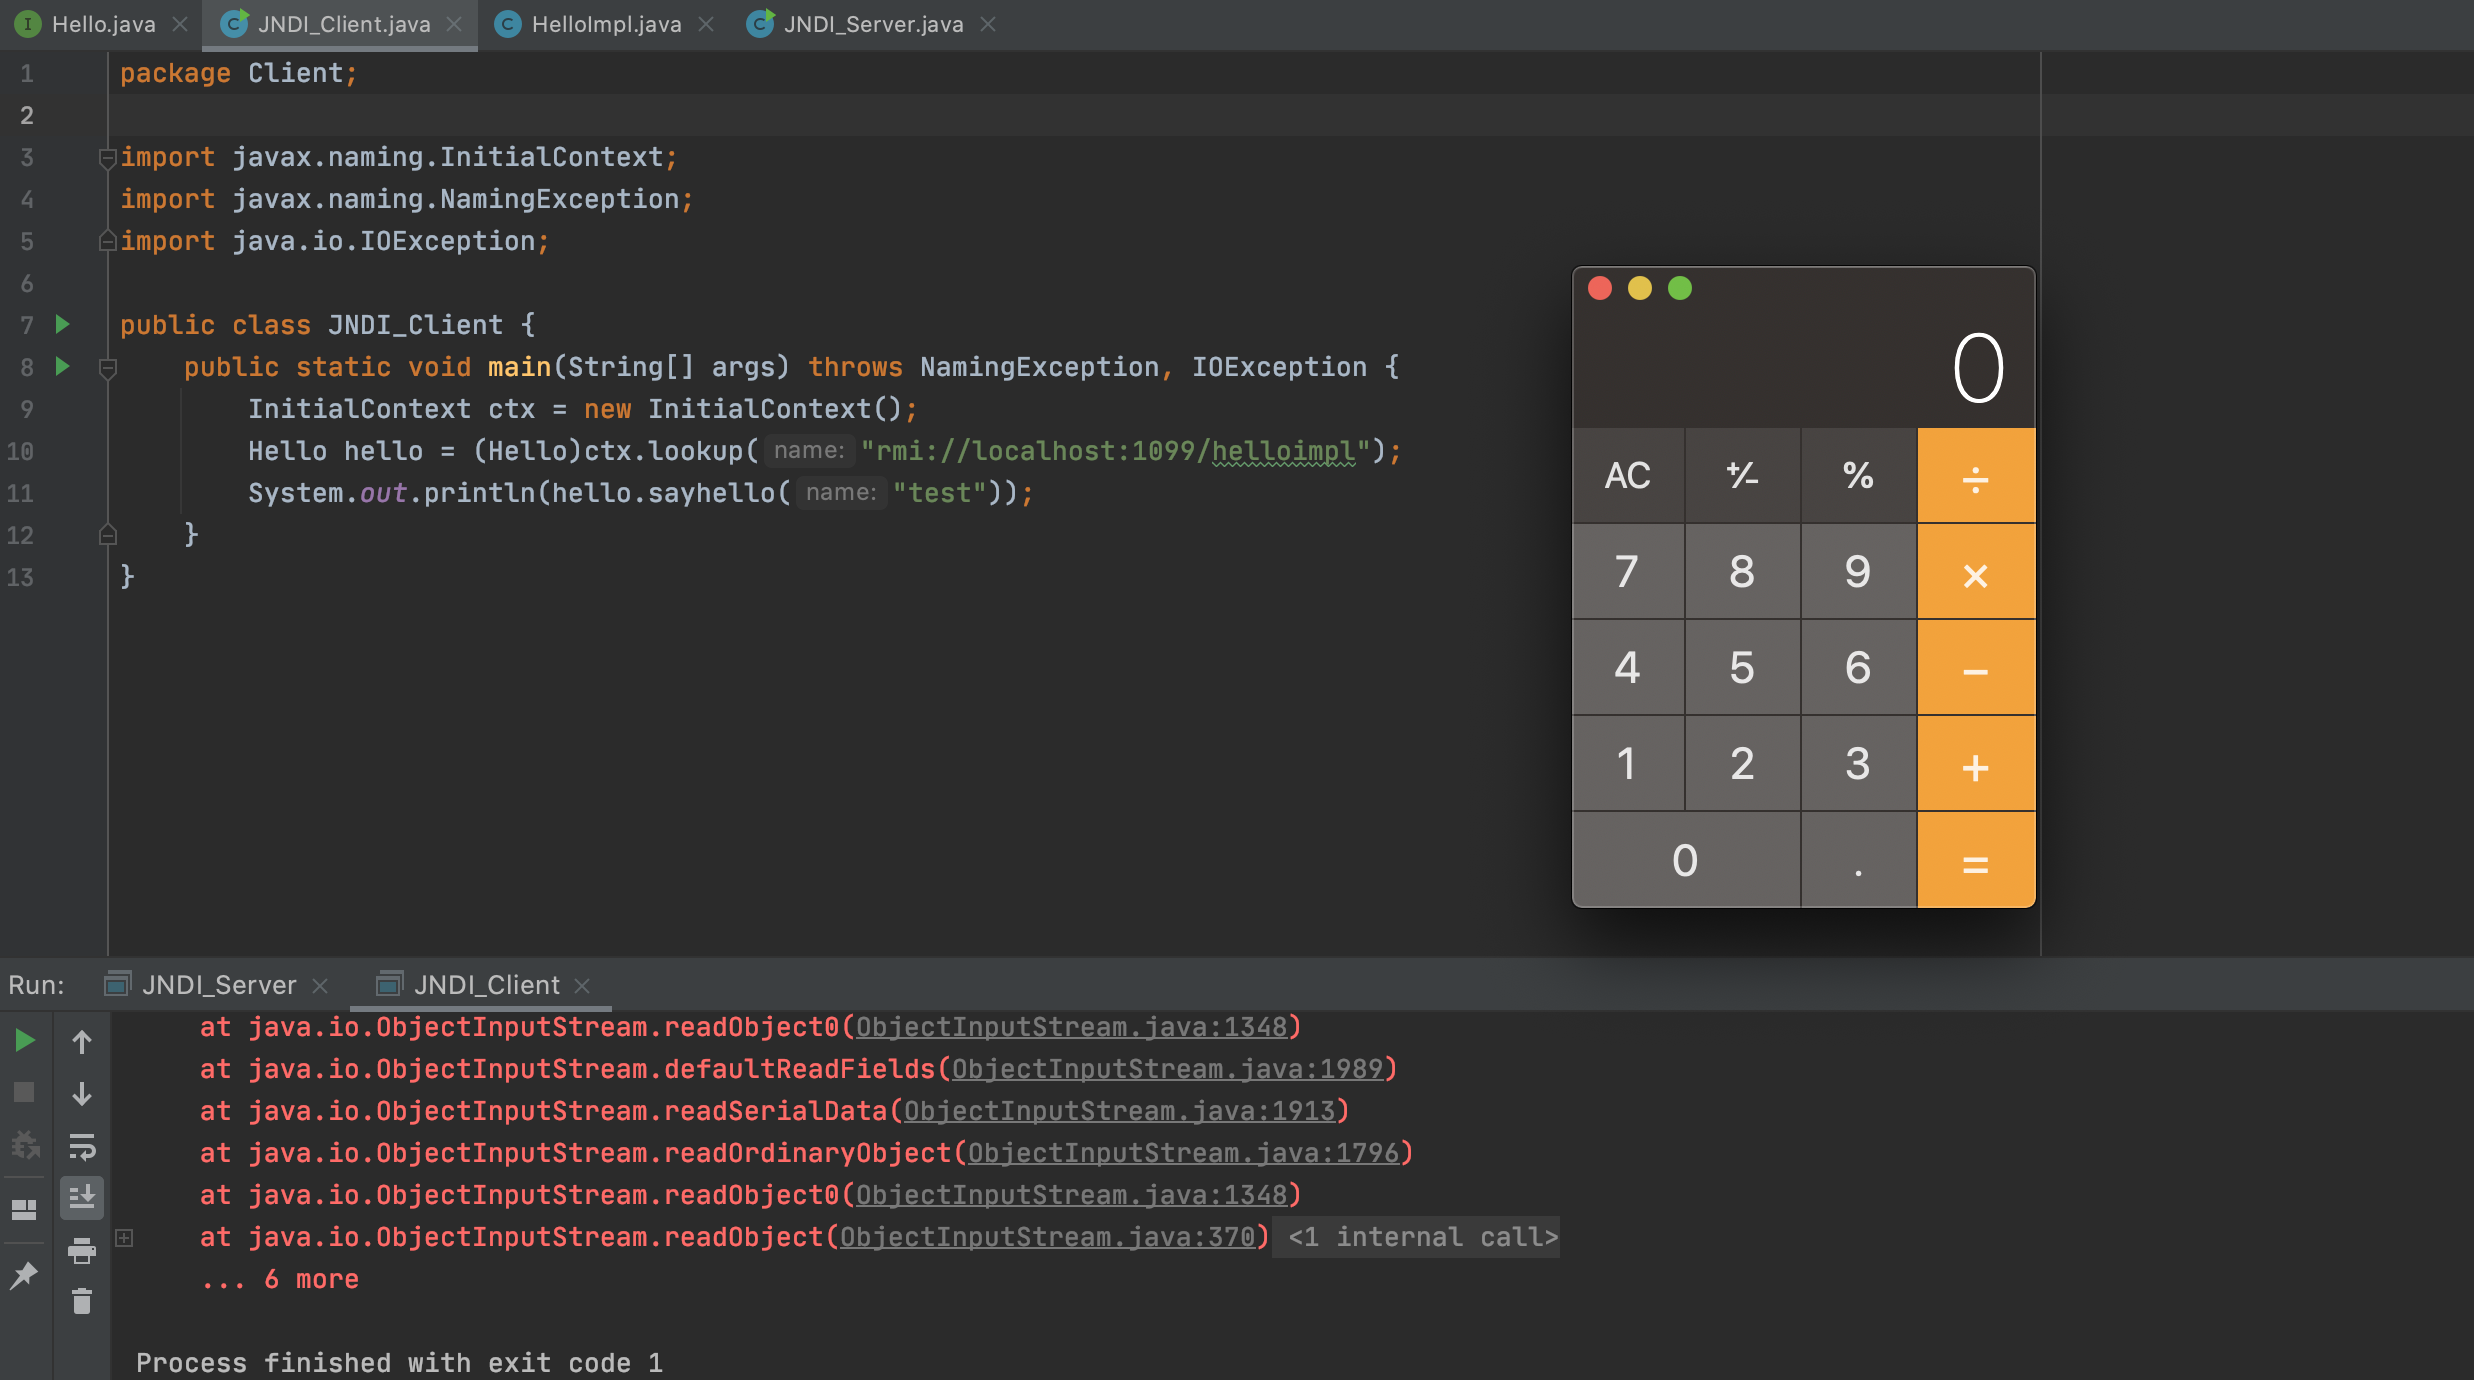 Hello.java JNDI_Client.java HelloImpl.java JNDI_Server.java
1 package Client;
2
3 import javax.naming.InitialContext;
4 import javax.naming.NamingException;
5 import java.io.IOException;
6
7 public class JNDI_Client {
8 public static void main(String[] args) throws NamingException, IOException {
9 InitialContext ctx = new InitialContext();
10 Hello hello = (Hello)ctx.lookup( name: "rmi://localhost:1099/helloimpl");
11 System.out.println(hello.sayhello( name: "test"));
12 }
13 }
0
AC +⁄- % ÷
7 8 9 ×
4 5 6 −
1 2 3 +
0 . =
Run: JNDI_Server JNDI_Client
at java.io.ObjectInputStream.readObject0(ObjectInputStream.java:1348)
at java.io.ObjectInputStream.defaultReadFields(ObjectInputStream.java:1989)
at java.io.ObjectInputStream.readSerialData(ObjectInputStream.java:1913)
at java.io.ObjectInputStream.readOrdinaryObject(ObjectInputStream.java:1796)
at java.io.ObjectInputStream.readObject0(ObjectInputStream.java:1348)
at java.io.ObjectInputStream.readObject(ObjectInputStream.java:370) <1 internal call>
... 6 more
Process finished with exit code 1